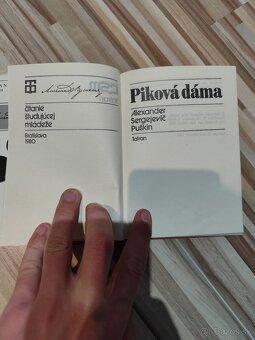 čítanie
študujúcej
mládeže
Bratislava
1980
Piková dáma
Alexander
Sergejevič
Puškin
Tatran